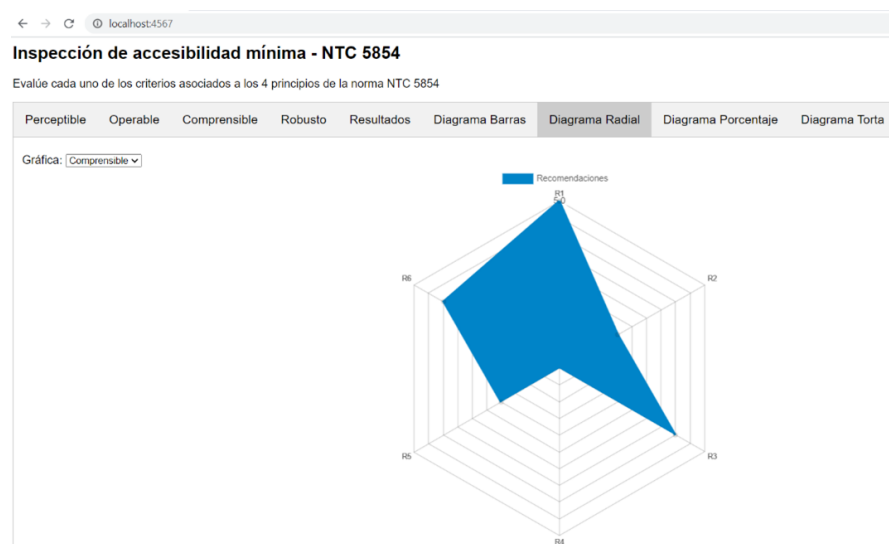 localhost:4567
Inspección de accesibilidad mínima - NTC 5854
Evalúe cada uno de los criterios asociados a los 4 principios de la norma NTC 5854
Perceptible Operable Comprensible Robusto Resultados Diagrama Barras Diagrama Radial Diagrama Porcentaje Diagrama Torta
Gráfica: Comprensible
Recomendaciones
R1
5.0
R6 R2
R5 R3
R4